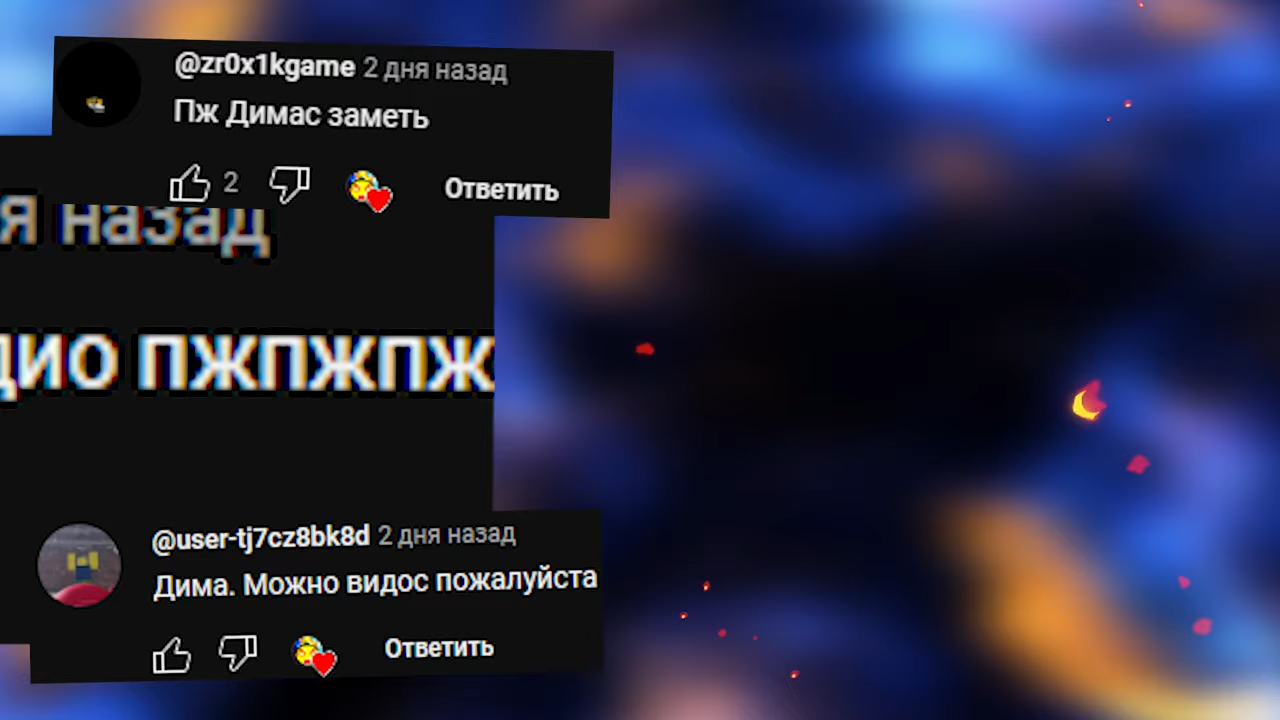 @zr0x1kgame 2 дня назад
Пж Димас заметь
2
Ответить
я назад
дио пжпжпж
@user-tj7cz8bk8d 2 дня назад
Дима. Можно видос пожалуйста
Ответить